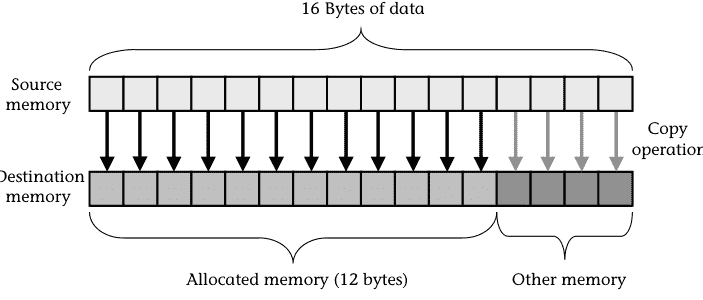 16 Bytes of data
Source
memory
Copy
operation
Destination
memory
Allocated memory (12 bytes)
Other memory